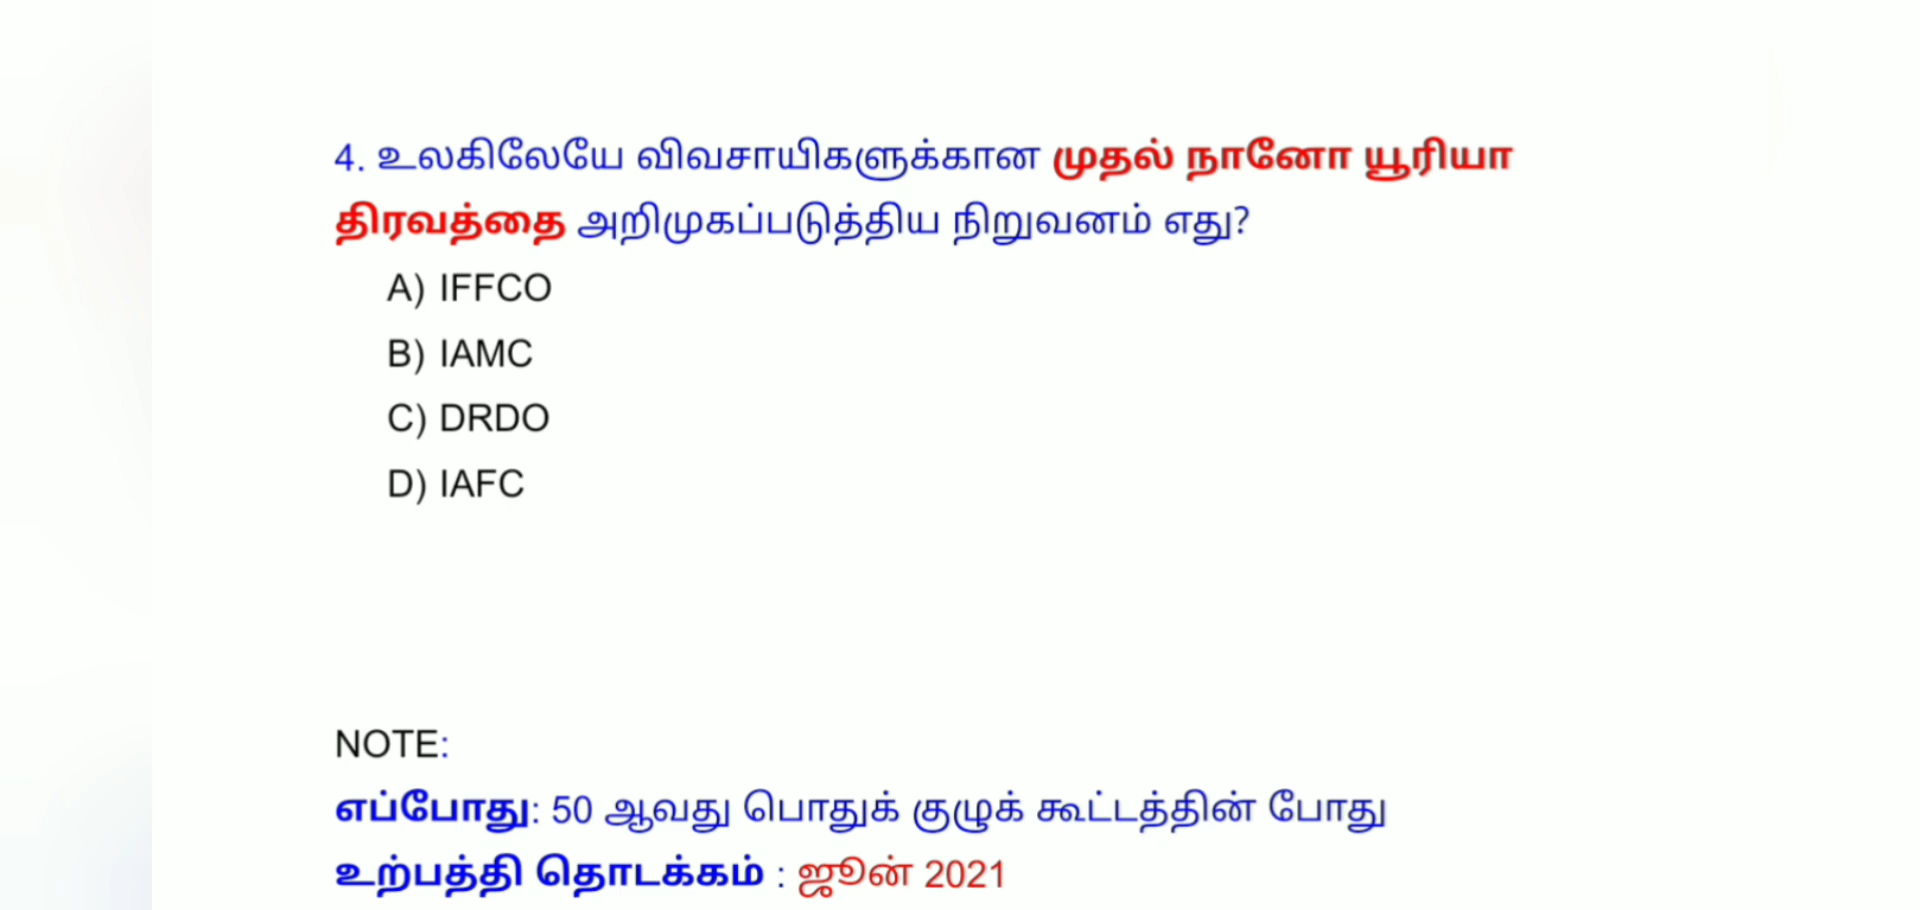 4. உலகிலேயே விவசாயிகளுக்கான முதல் நானோ யூரியா
திரவத்தை அறிமுகப்படுத்திய நிறுவனம் எது?
A) IFFCO
B) IAMC
C) DRDO
D) IAFC
NOTE:
எப்போது: 50 ஆவது பொதுக் குழுக் கூட்டத்தின் போது
உற்பத்தி தொடக்கம் : ஜூன் 2021